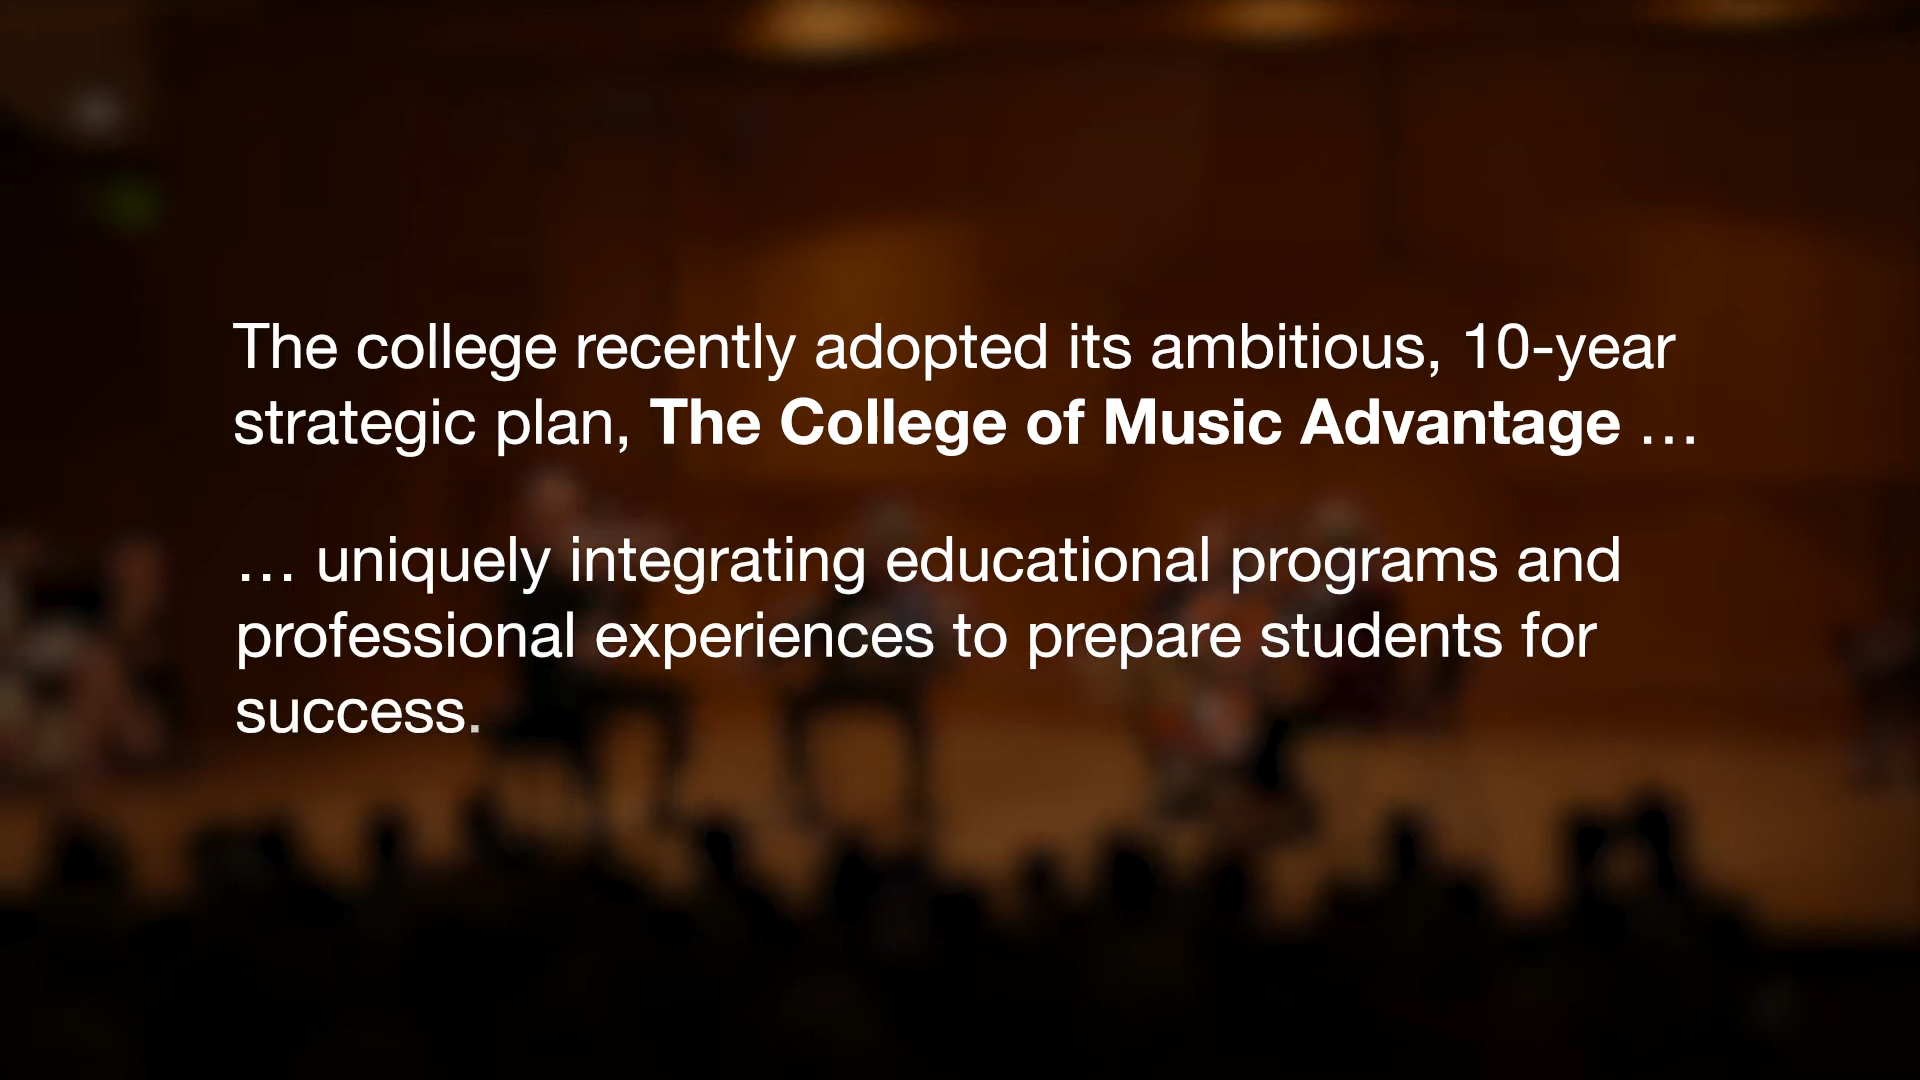 The college recently adopted its ambitious, 10-year
strategic plan, The College of Music Advantage …
… uniquely integrating educational programs and
professional experiences to prepare students for
success.